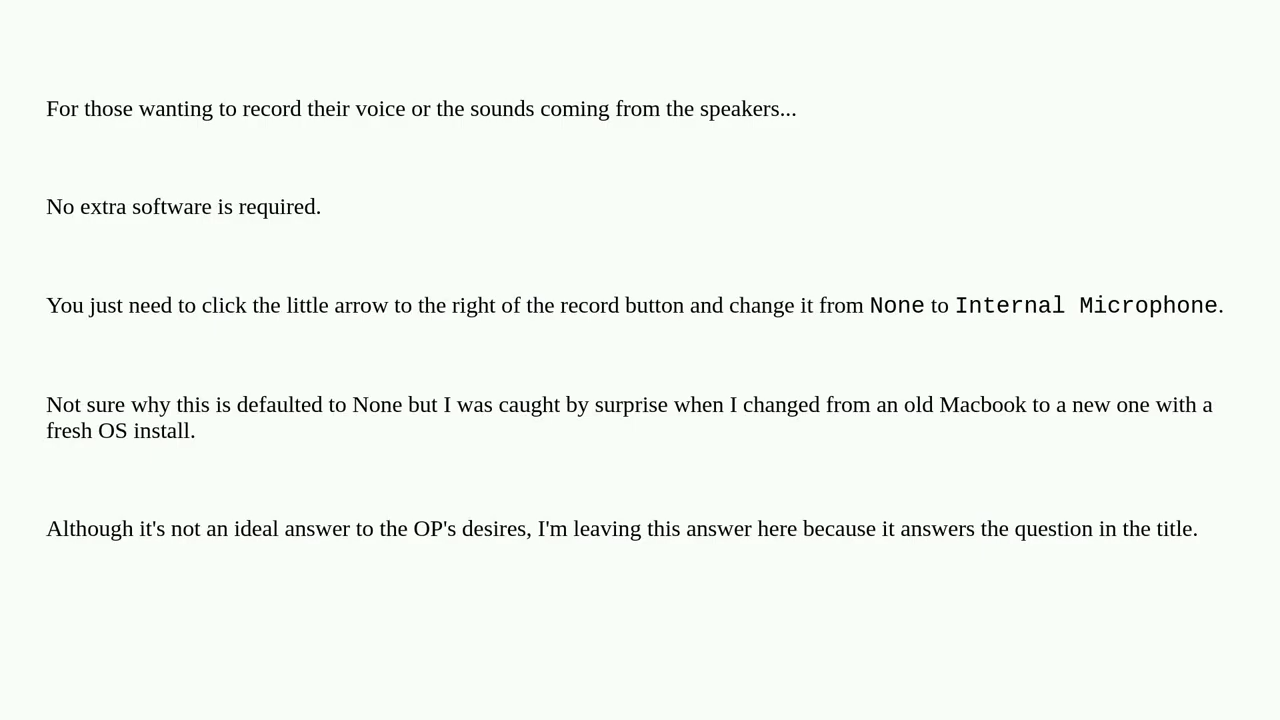 For those wanting to record their voice or the sounds coming from the speakers...
No extra software is required.
You just need to click the little arrow to the right of the record button and change it from None to Internal Microphone.
Not sure why this is defaulted to None but I was caught by surprise when I changed from an old Macbook to a new one with a
fresh OS install.
Although it's not an ideal answer to the OP's desires, I'm leaving this answer here because it answers the question in the title.